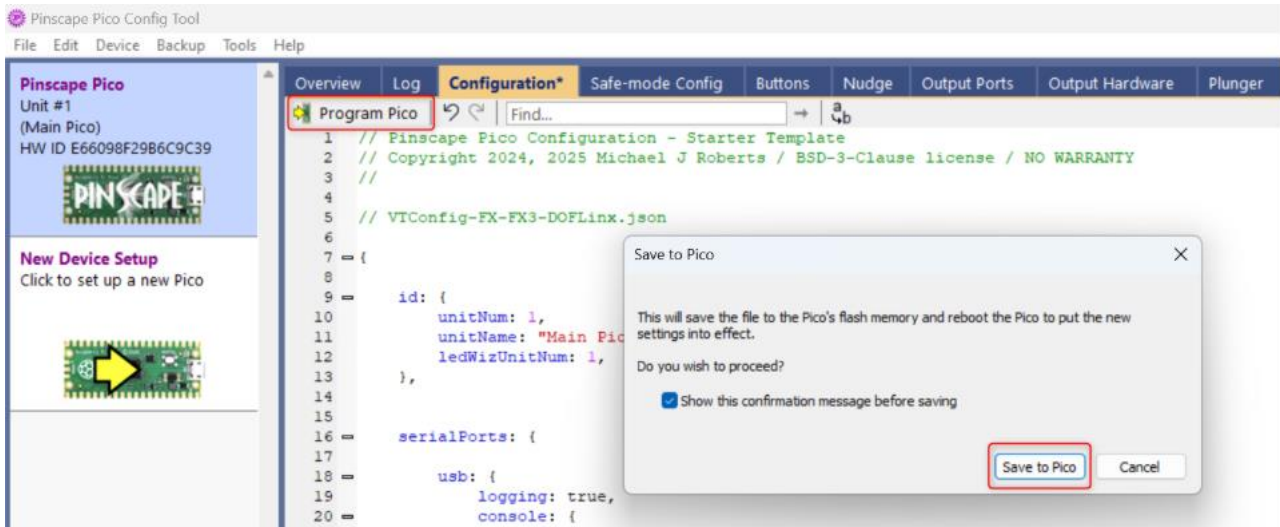 Pinscape Pico Config Tool
File Edit Device Backup Tools Help
Pinscape Pico
Unit #1
(Main Pico)
HW ID E66098F29B6C9C39
PINSCAPE
New Device Setup
Click to set up a new Pico
Overview Log Configuration* Safe-mode Config Buttons Nudge Output Ports Output Hardware Plunger
Program Pico Find... → a b
1 // Pinscape Pico Configuration - Starter Template
2 // Copyright 2024, 2025 Michael J Roberts / BSD-3-Clause license / NO WARRANTY
3 //
4
5 // VTConfig-FX-FX3-DOFLinx.json
6
7 {
8
9 id: {
10 unitNum: 1,
11 unitName: "Main Pic
12 ledWizUnitNum: 1,
13 },
14
15
16 serialPorts: {
17
18 usb: {
19 logging: true,
20 console: {
Save to Pico
This will save the file to the Pico's flash memory and reboot the Pico to put the new
settings into effect.
Do you wish to proceed?
Show this confirmation message before saving
Save to Pico Cancel